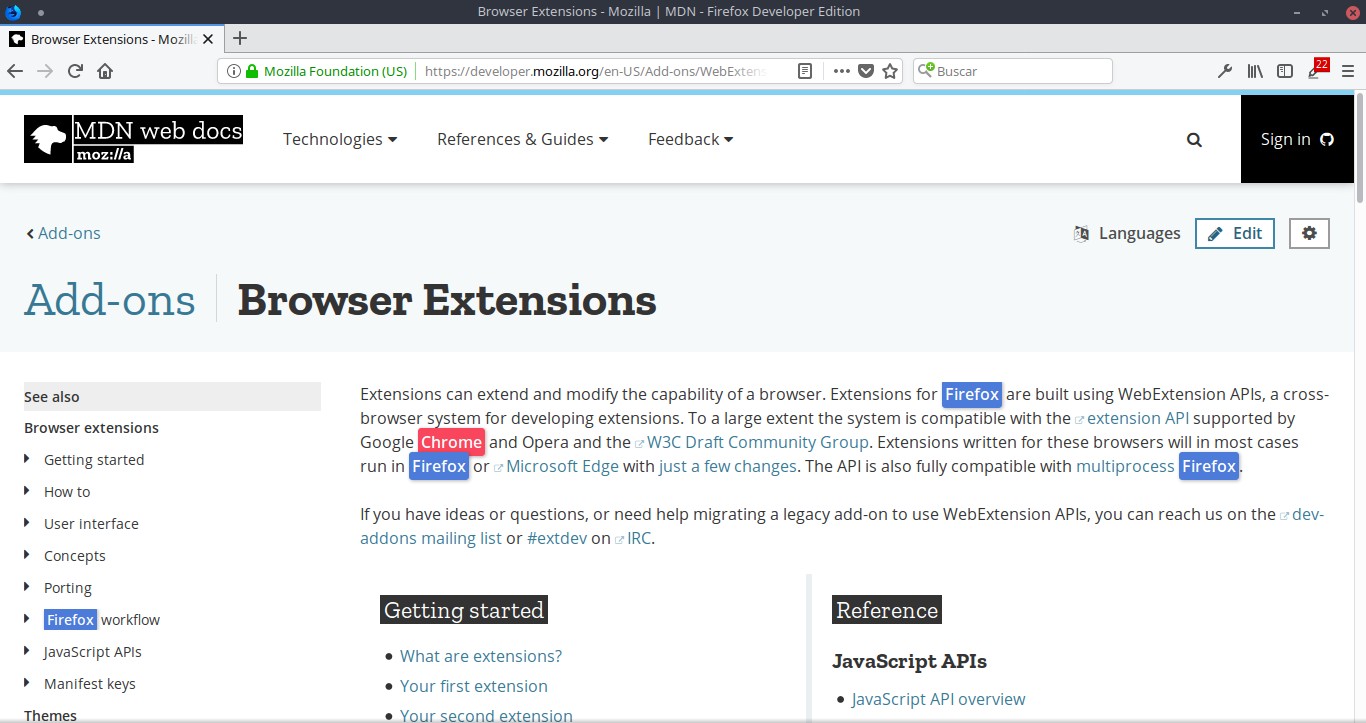 Browser Extensions - Mozilla | MDN - Firefox Developer Edition
Browser Extensions - Mozill
Mozilla Foundation (US) https://developer.mozilla.org/en-US/Add-ons/WebExtens
Buscar
22
MDN web docs
moz://a
Technologies References & Guides Feedback Sign in
Add-ons
Languages Edit
Add-ons Browser Extensions
See also
Browser extensions
Getting started
How to
User interface
Concepts
Porting
Firefox workflow
JavaScript APIs
Manifest keys
Themes
Extensions can extend and modify the capability of a browser. Extensions for Firefox are built using WebExtension APIs, a cross-
browser system for developing extensions. To a large extent the system is compatible with the extension API supported by
Google Chrome and Opera and the W3C Draft Community Group. Extensions written for these browsers will in most cases
run in Firefox or Microsoft Edge with just a few changes. The API is also fully compatible with multiprocess Firefox.
If you have ideas or questions, or need help migrating a legacy add-on to use WebExtension APIs, you can reach us on the dev-
addons mailing list or #extdev on IRC.
Getting started
What are extensions?
Your first extension
Your second extension
Reference
JavaScript APIs
JavaScript API overview